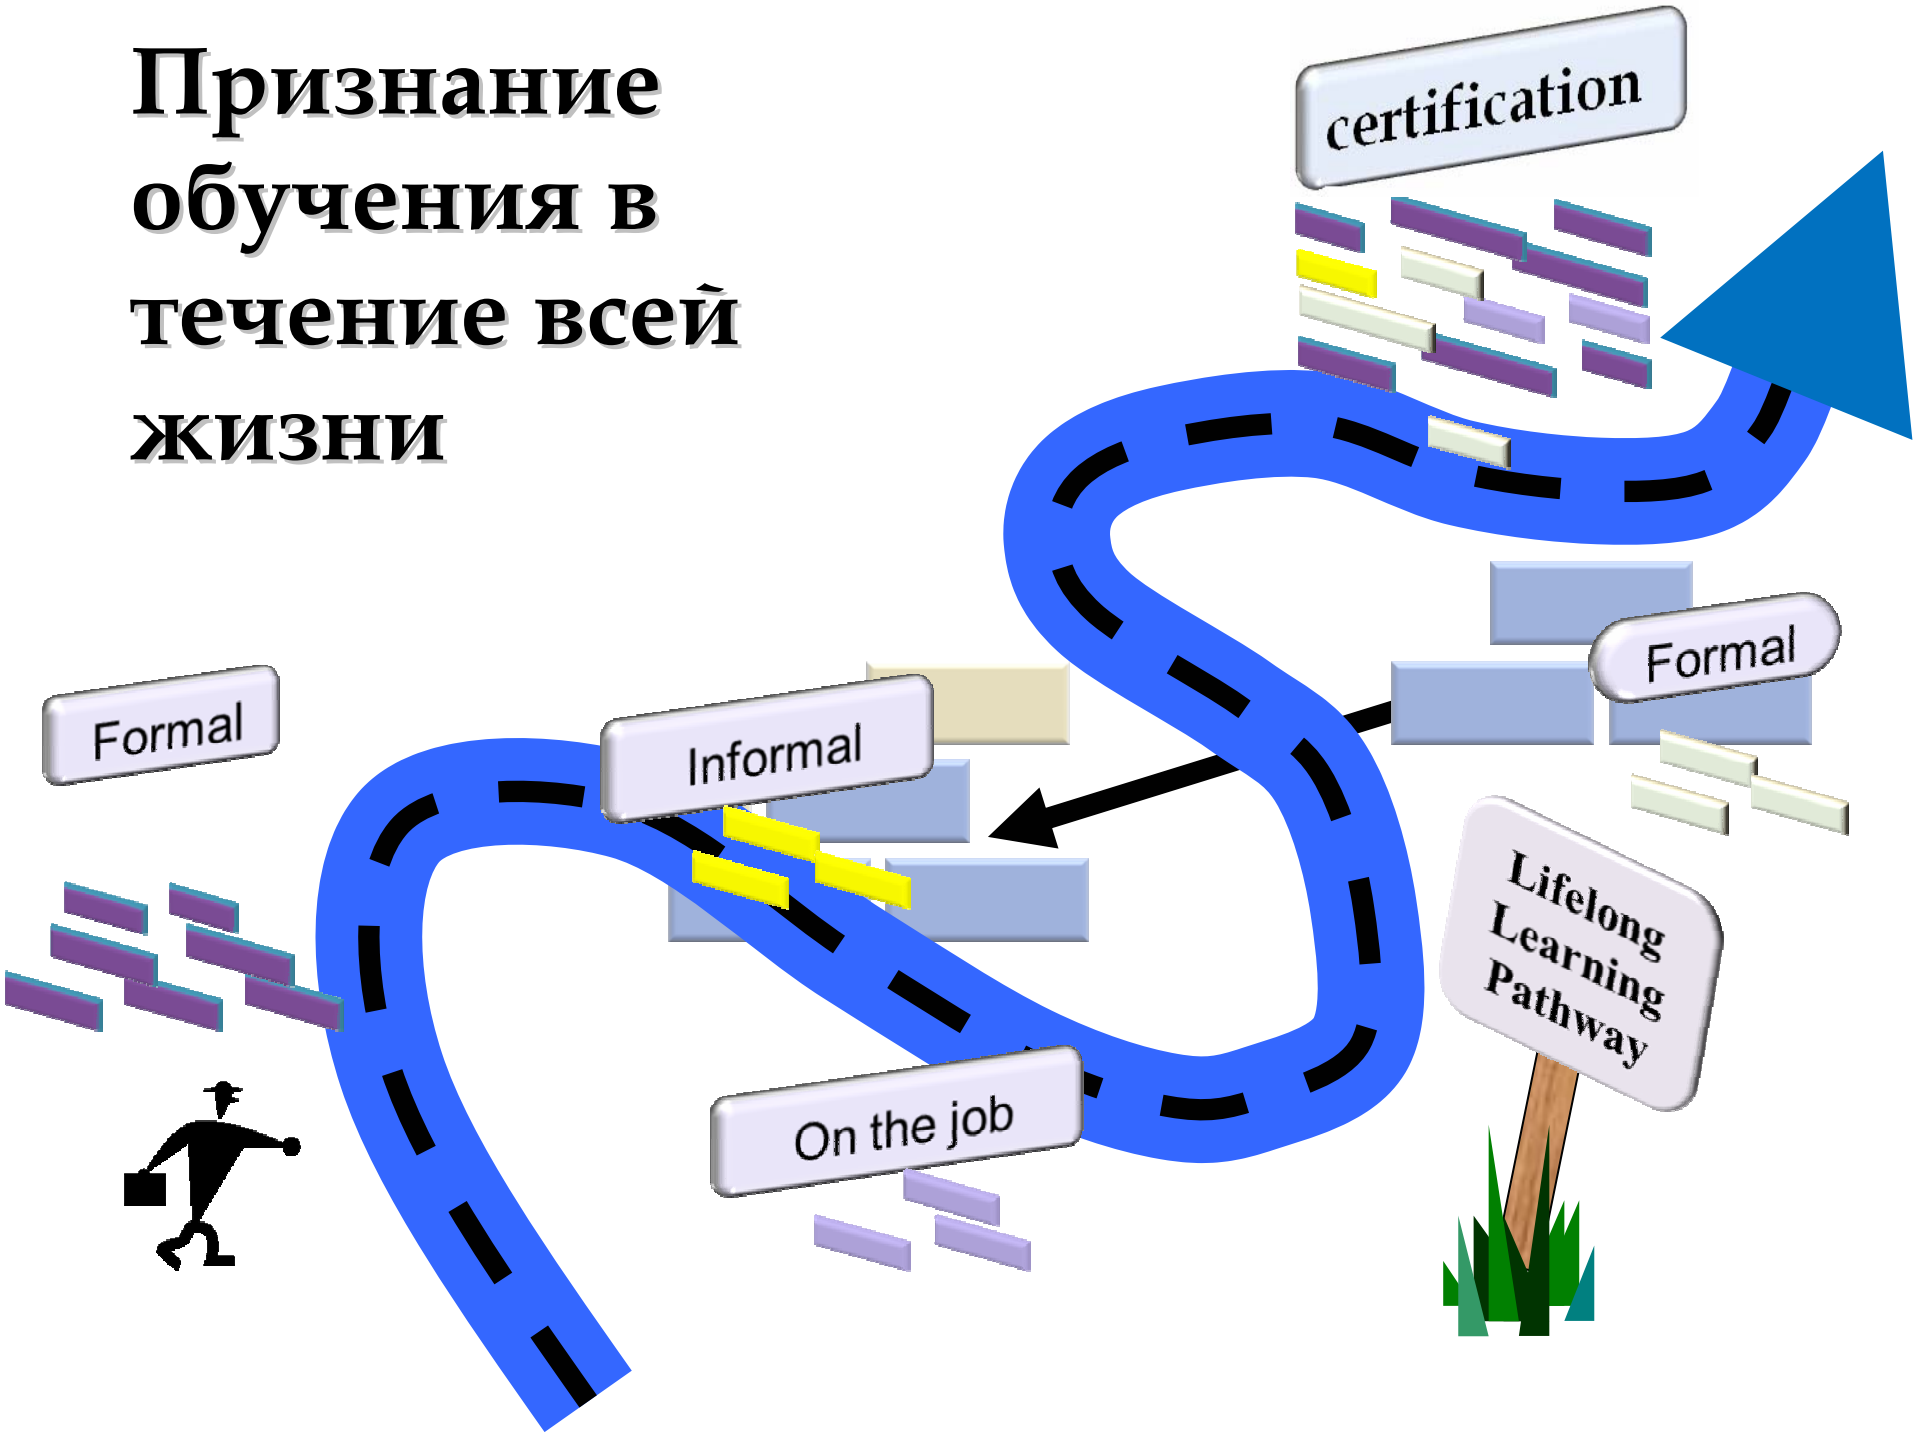 Признание
обучения в
течение всей
жизни
certification
Formal
Formal
Informal
Lifelong
Learning
Pathway
On the job